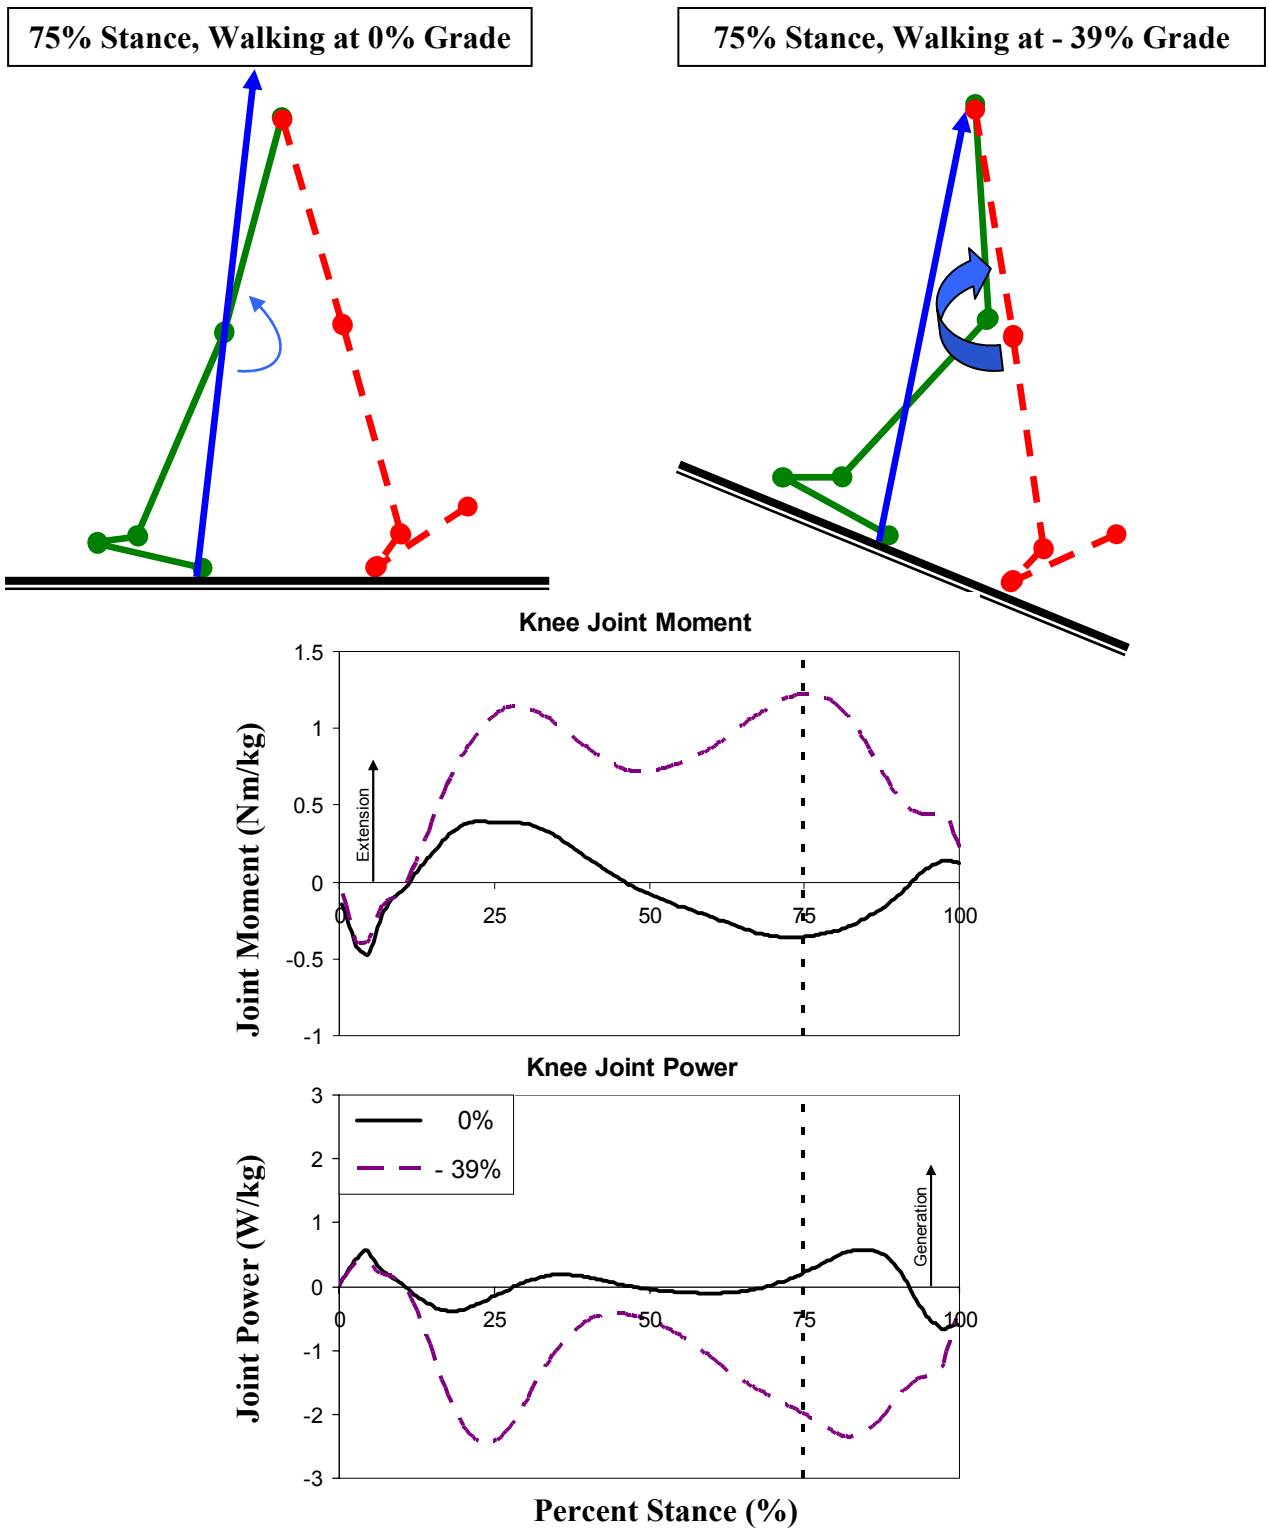 75% Stance, Walking at 0% Grade
75% Stance, Walking at - 39% Grade
Knee Joint Moment
Joint Moment (Nm/kg)
1.5
1
0.5
0
-0.5
-1
Extension
0 25 50 75 100
Knee Joint Power
Joint Power (W/kg)
3
2
1
0
-1
-2
-3
0%
- 39%
Generation
0 25 50 75 100
Percent Stance (%)